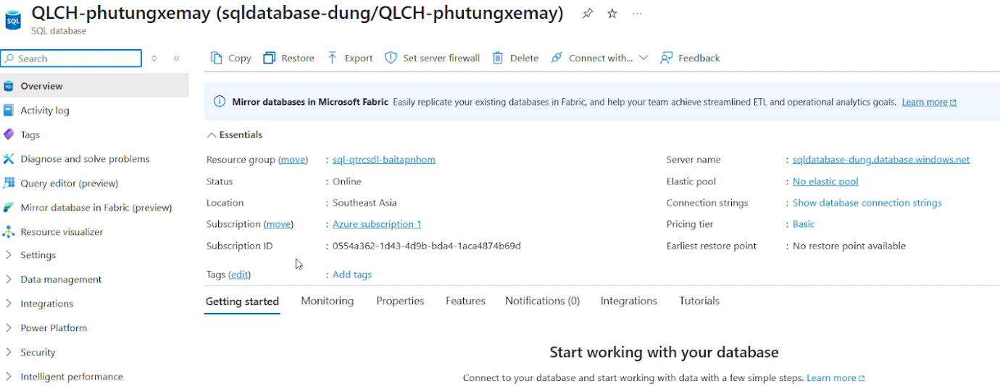 QLCH-phutungxemay (sqldatabase-dung/QLCH-phutungxemay)
SQL
SQL database
Search
Copy Restore Export Set server firewall Delete Connect with... Feedback
Overview
Activity log
Tags
Diagnose and solve problems
Query editor (preview)
Mirror database in Fabric (preview)
Resource visualizer
Settings
Data management
Integrations
Power Platform
Security
Intelligent performance
Mirror databases in Microsoft Fabric Easily replicate your existing databases in Fabric, and help your team achieve streamlined ETL and operational analytics goals. Learn more
Essentials
Resource group (move) : sql-qtrcsdl-baitapnhom
Status : Online
Location : Southeast Asia
Subscription (move) : Azure subscription 1
Subscription ID : 0554a362-1d43-4d9b-bda4-1aca4874b69d
Tags (edit) : Add tags
Server name : sqldatabase-dung.database.windows.net
Elastic pool : No elastic pool
Connection strings : Show database connection strings
Pricing tier : Basic
Earliest restore point : No restore point available
Getting started Monitoring Properties Features Notifications (0) Integrations Tutorials
Start working with your database
Connect to your database and start working with data with a few simple steps. Learn more